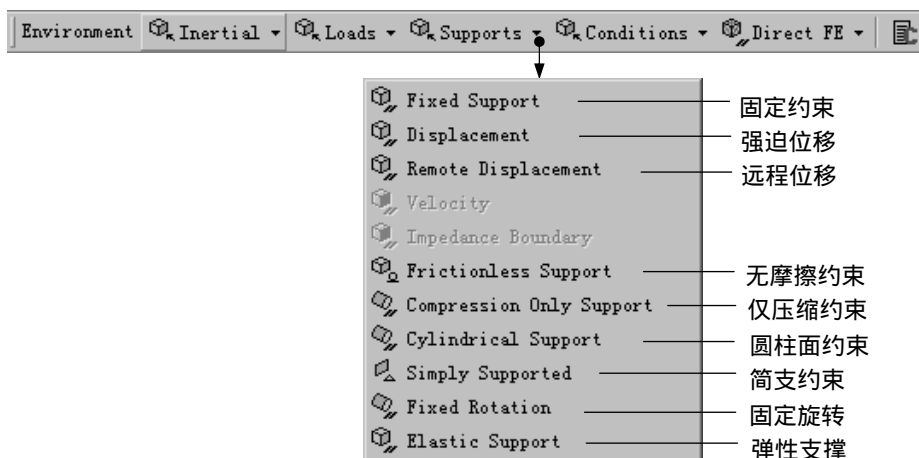 Environment Inertial Loads Supports Conditions Direct FE
Fixed Support 固定约束
Displacement 强迫位移
Remote Displacement 远程位移
Velocity
Impedance Boundary
Frictionless Support 无摩擦约束
Compression Only Support 仅压缩约束
Cylindrical Support 圆柱面约束
Simply Supported 简支约束
Fixed Rotation 固定旋转
Elastic Support 弹性支撑